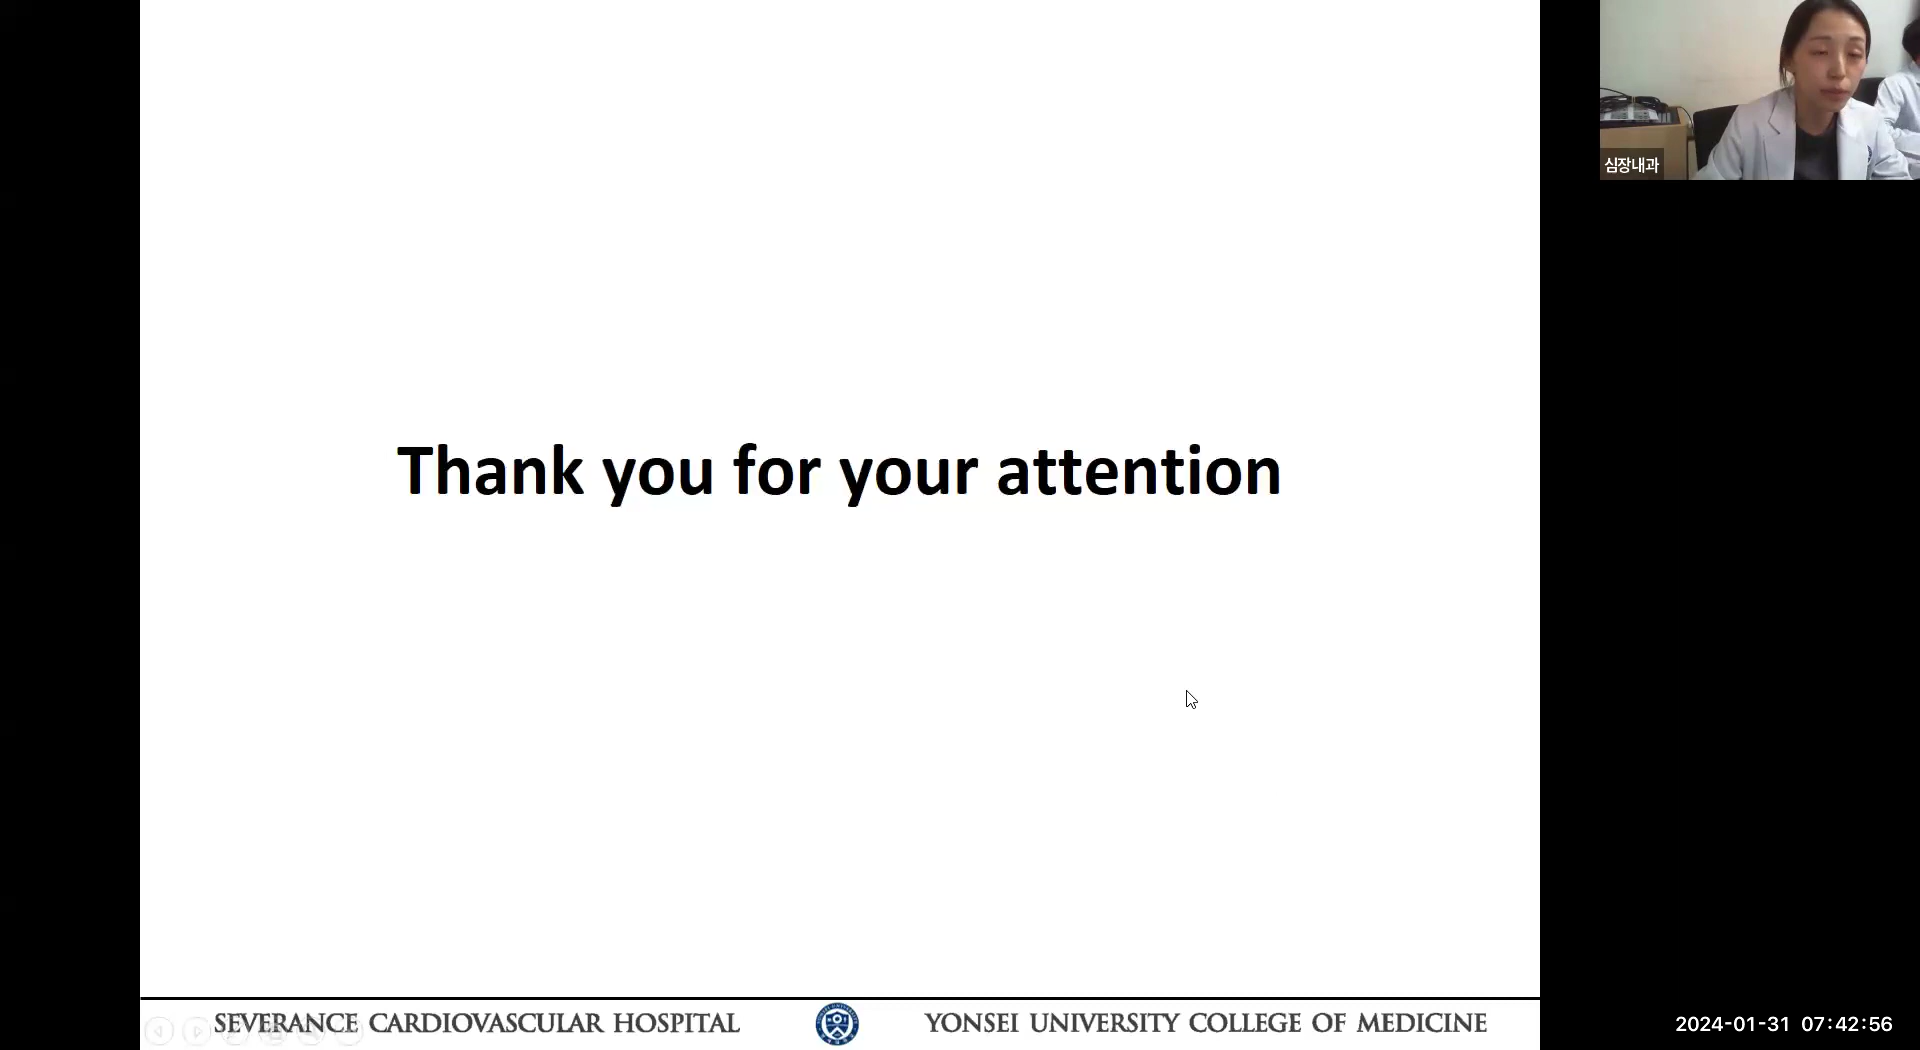 심장내과
Thank you for your attention
SEVERANCE CARDIOVASCULAR HOSPITAL
YONSEI UNIVERSITY COLLEGE OF MEDICINE
2024-01-31 07:42:56